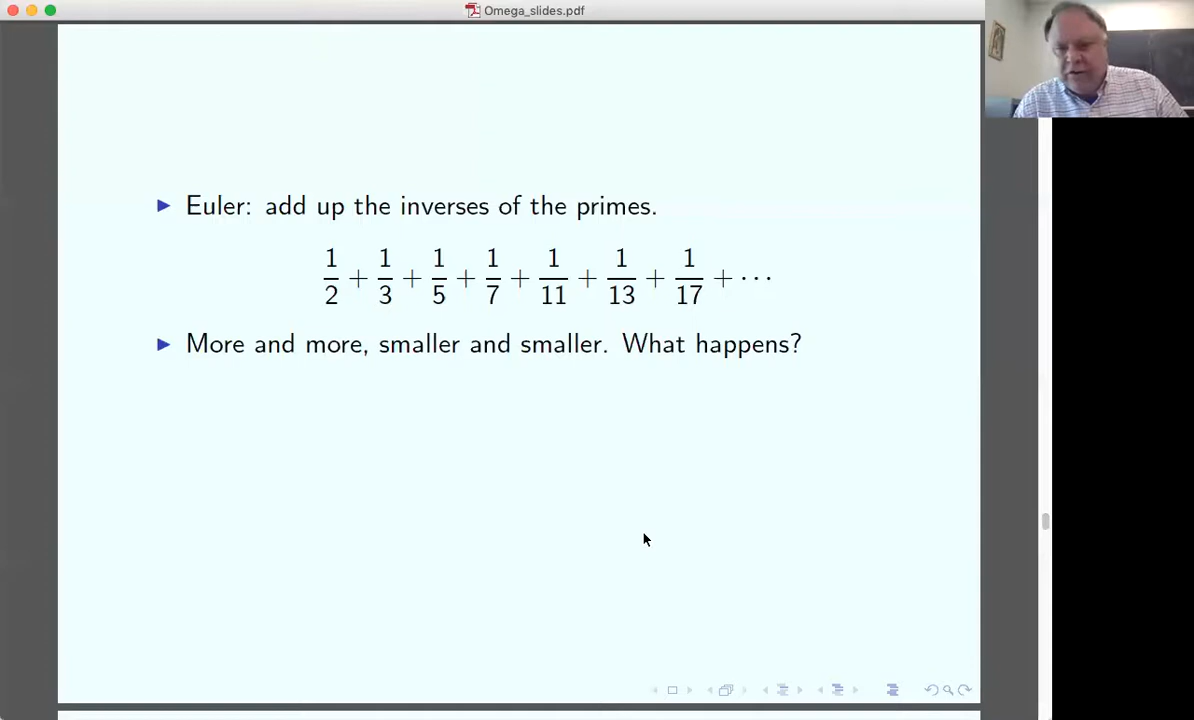 Omega_slides.pdf
▶ Euler: add up the inverses of the primes.
1/2 + 1/3 + 1/5 + 1/7 + 1/11 + 1/13 + 1/17 + ⋯
▶ More and more, smaller and smaller. What happens?